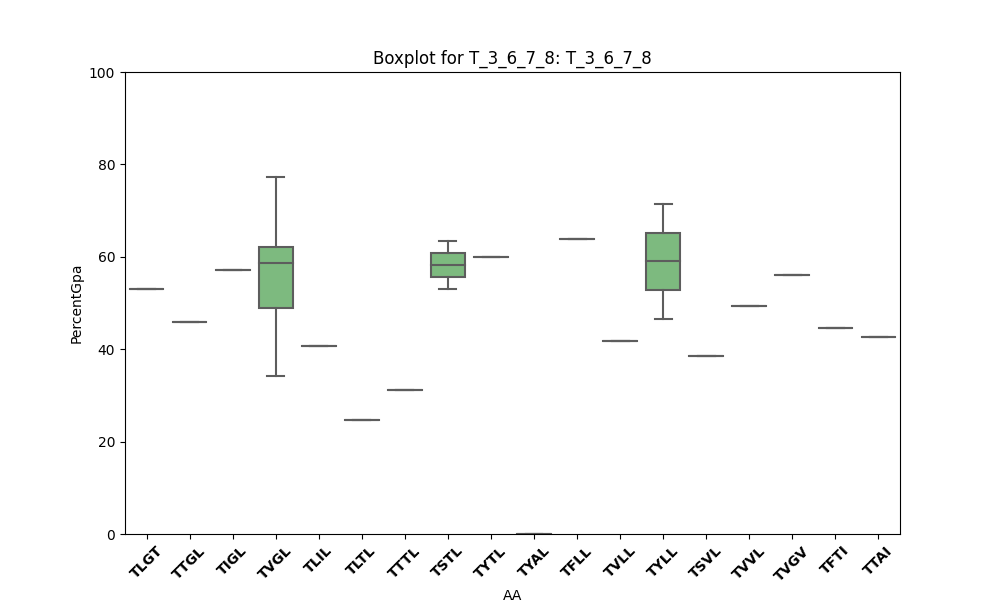 Boxplot for T_3_6_7_8: T_3_6_7_8
PercentGpa
100
80
60
40
20
0
TLGT TTGL TIGL TVGL TLIL TLTL TTTL TSTL TYTL TYAL TFLL TVLL TYLL TSVL TVVL TVGV TFTI TTAI
AA